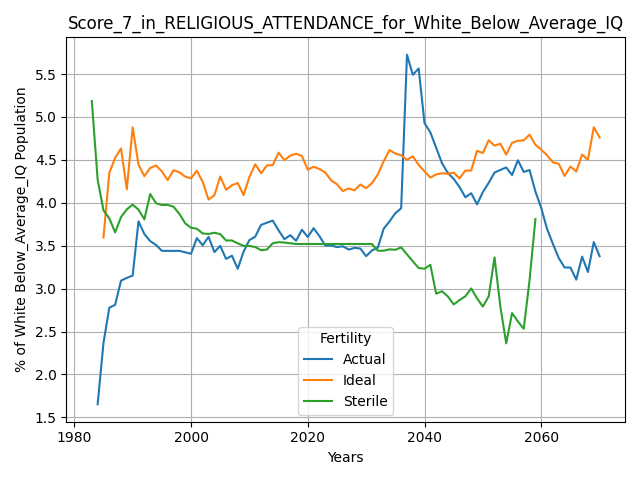 Score_7_in_RELIGIOUS_ATTENDANCE_for_White_Below_Average_IQ
% of White Below_Average_IQ Population
5.5
5.0
4.5
4.0
3.5
3.0
2.5
2.0
1.5
Fertility
Actual
Ideal
Sterile
1980
2000
2020
2040
2060
Years